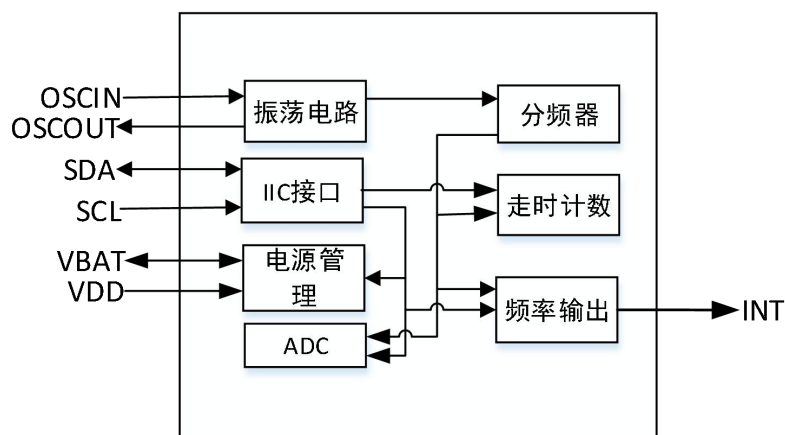 OSCIN
OSCOUT
振荡电路
分频器
SDA
SCL
IIC接口
走时计数
VBAT
VDD
电源管
理
频率输出
INT
ADC